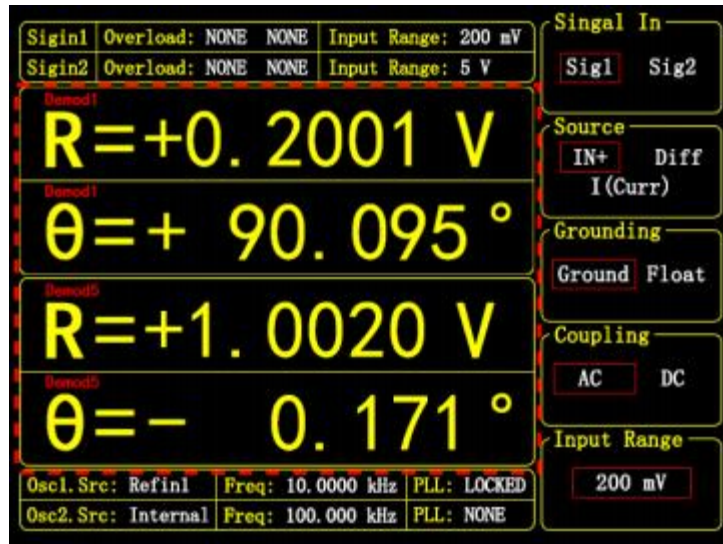 Sigin1 Overload: NONE NONE Input Range: 200 mV
Sigin2 Overload: NONE NONE Input Range: 5 V
Demod1
R=+0.2001 V
Demod1
θ=+ 90.095°
Demod5
R=+1.0020 V
Demod5
θ=- 0.171°
Osc1.Src: Refin1 Freq: 10.0000 kHz PLL: LOCKED
Osc2.Src: Internal Freq: 100.000 kHz PLL: NONE
Singal In
Sig1 Sig2
Source
IN+ Diff
I(Curr)
Grounding
Ground Float
Coupling
AC DC
Input Range
200 mV